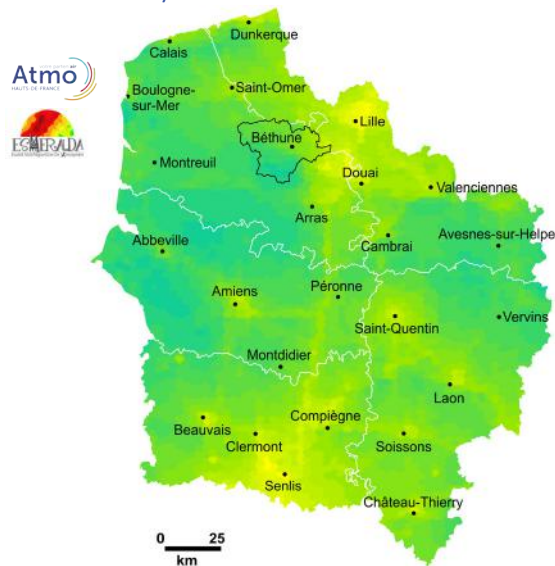 Dunkerque
Calais
Atmo
HAUTS DE FRANCE
Boulogne-
sur-Mer
Saint-Omer
Lille
ESMERALDA
Béthune
Montreuil
Douai
Valenciennes
Arras
Cambrai
Avesnes-sur-Helpe
Abbeville
Péronne
Amiens
Saint-Quentin
Vervins
Montdidier
Laon
Compiègne
Beauvais
Clermont
Soissons
Senlis
Château-Thierry
0 25
km